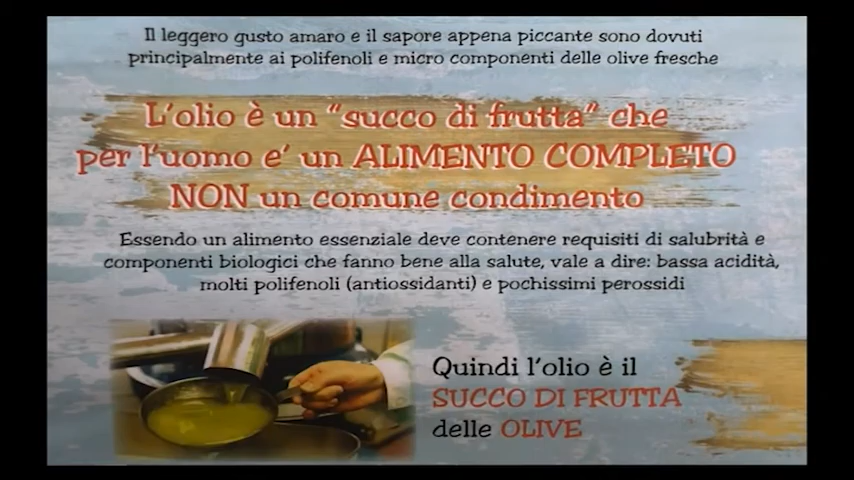 Il leggero gusto amaro e il sapore appena piccante sono dovuti
principalmente ai polifenoli e micro componenti delle olive fresche
L'olio è un "succo di frutta" che
per l'uomo e' un ALIMENTO COMPLETO
NON un comune condimento
Essendo un alimento essenziale deve contenere requisiti di salubrità e
componenti biologici che fanno bene alla salute, vale a dire: bassa acidità,
molti polifenoli (antiossidanti) e pochissimi perossidi
Quindi l'olio è il
SUCCO DI FRUTTA
delle OLIVE